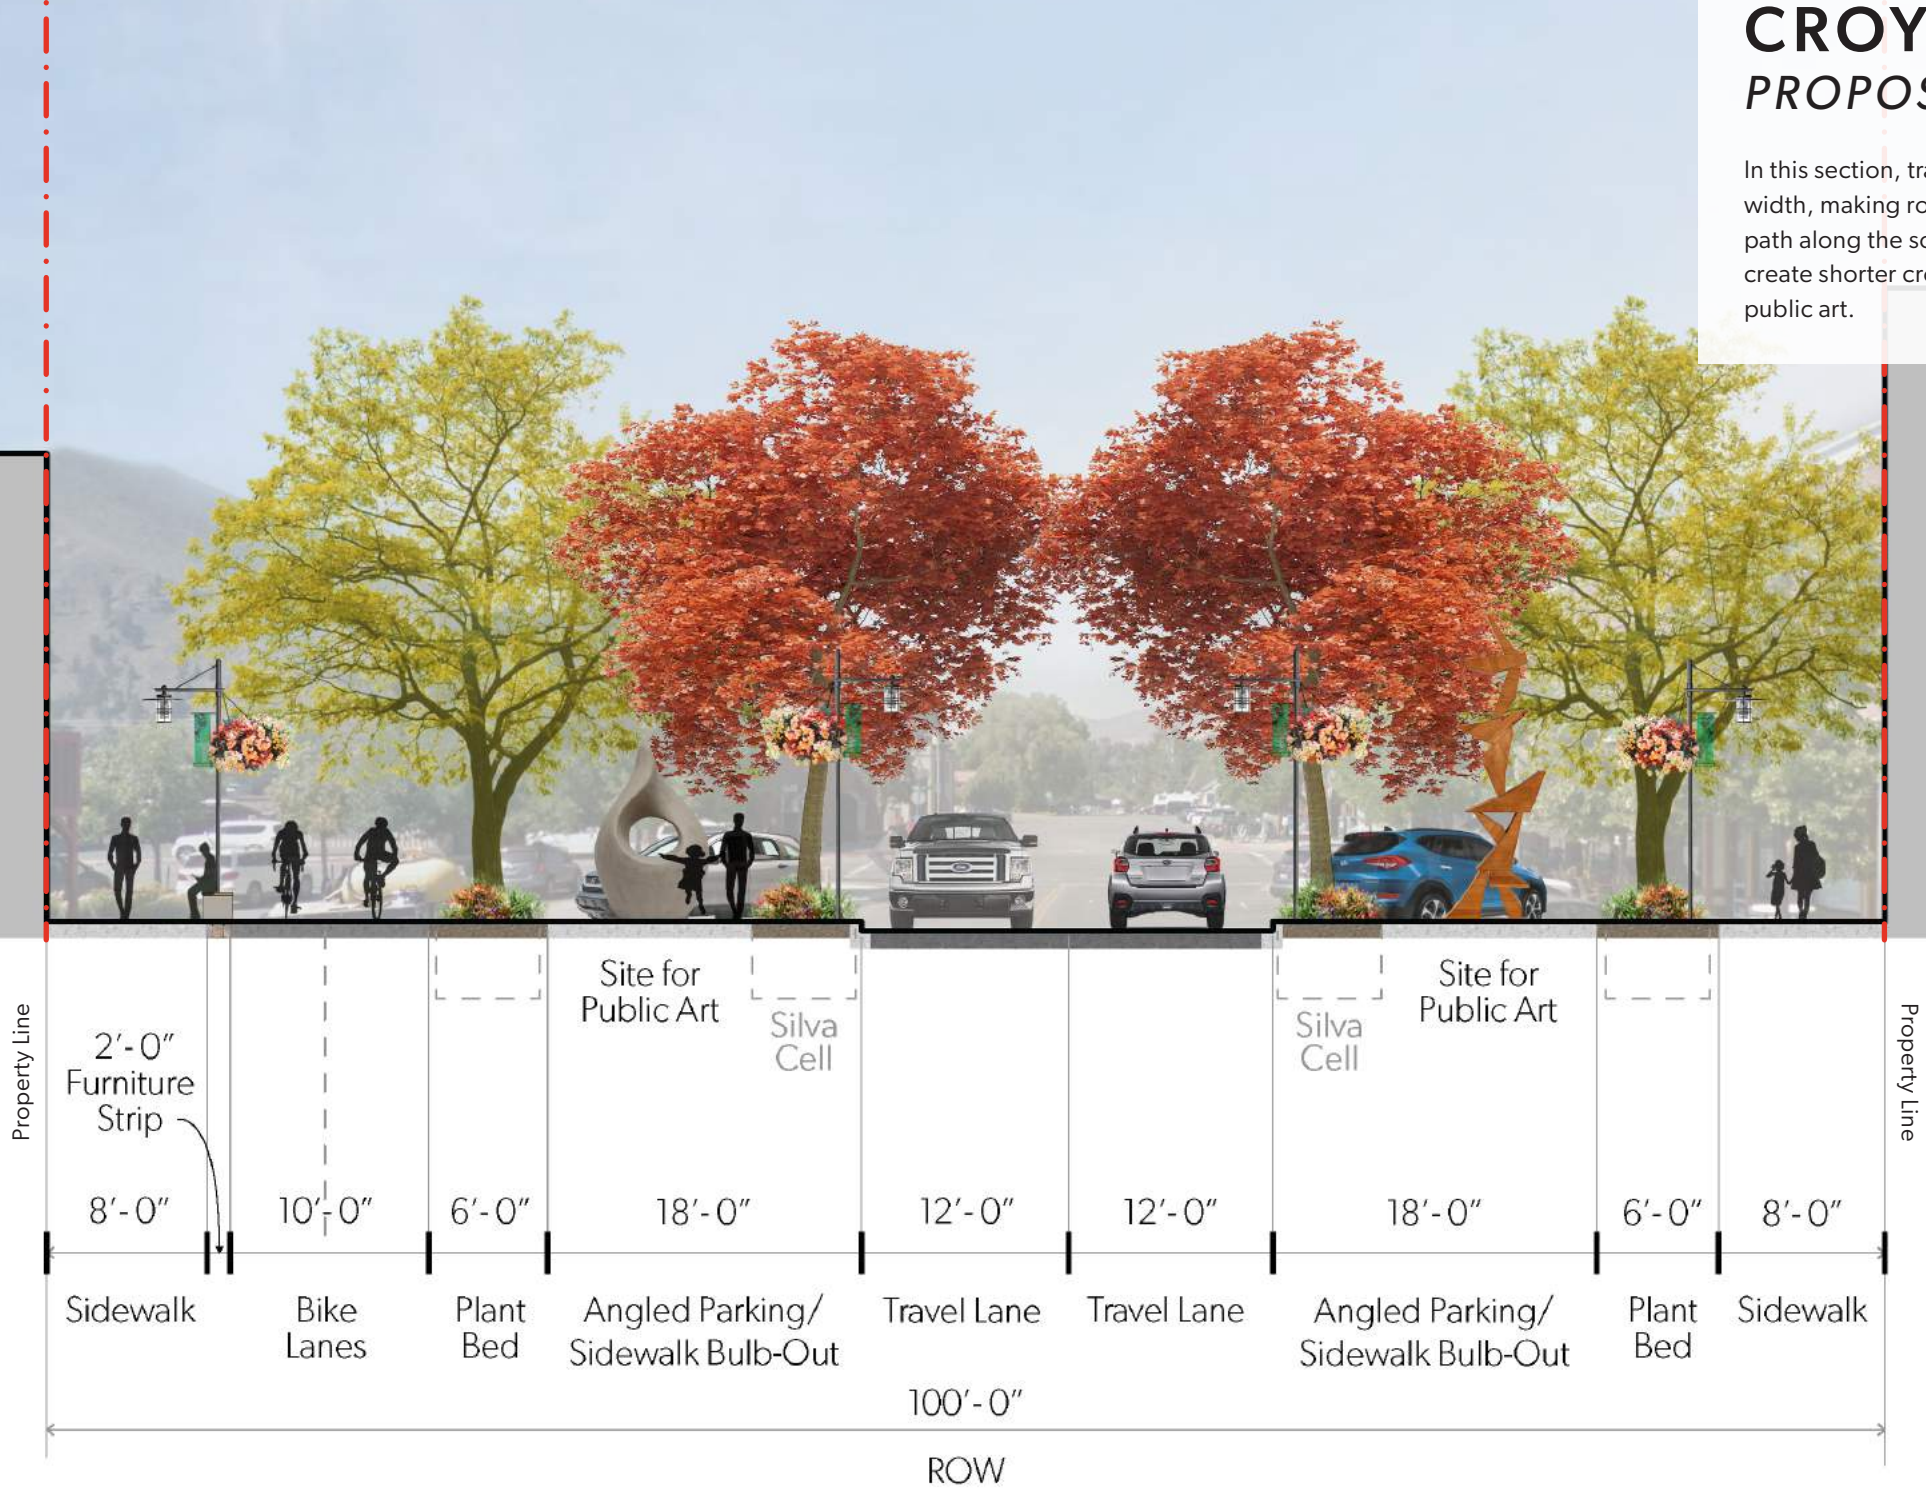 CROY
PROPOS
In this section, tra
width, making ro
path along the so
create shorter cro
public art.
Site for
Public Art
Silva
Cell
Silva
Cell
Site for
Public Art
Property Line
Property Line
2'-0"
Furniture
Strip
8'-0" 10'-0" 6'-0" 18'-0" 12'-0" 12'-0" 18'-0" 6'-0" 8'-0"
Sidewalk
Bike
Lanes
Plant
Bed
Angled Parking/
Sidewalk Bulb-Out
Travel Lane
Travel Lane
Angled Parking/
Sidewalk Bulb-Out
Plant
Bed
Sidewalk
100'-0"
ROW